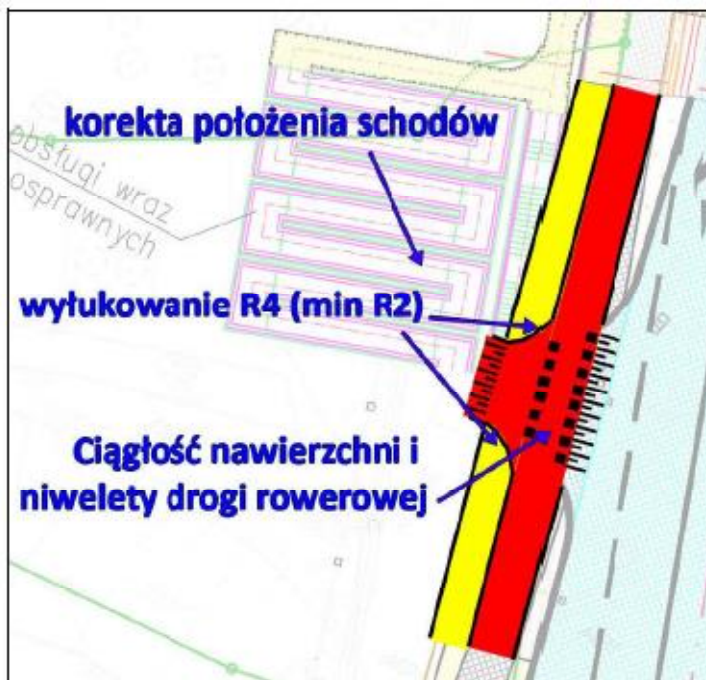 korekta położenia schodów
obsługi wraz
osprawnych
wyłukowanie R4 (min R2)
Ciągłość nawierzchni i
niwelety drogi rowerowej